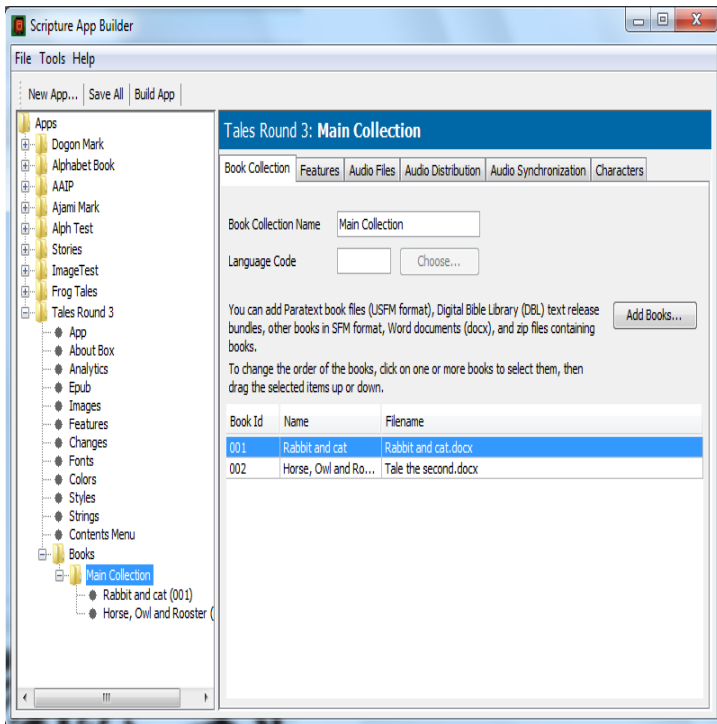 Scripture App Builder
File Tools Help
New App... Save All Build App
Apps
Dogon Mark
Alphabet Book
AAIP
Ajami Mark
Alph Test
Stories
ImageTest
Frog Tales
Tales Round 3
App
About Box
Analytics
Epub
Images
Features
Changes
Fonts
Colors
Styles
Strings
Contents Menu
Books
Main Collection
Rabbit and cat (001)
Horse, Owl and Rooster (
Tales Round 3: Main Collection
Book Collection Features Audio Files Audio Distribution Audio Synchronization Characters
Book Collection Name Main Collection
Language Code Choose...
You can add Paratext book files (USFM format), Digital Bible Library (DBL) text release
bundles, other books in SFM format, Word documents (docx), and zip files containing
books.
Add Books...
To change the order of the books, click on one or more books to select them, then
drag the selected items up or down.
Book Id Name Filename
001 Rabbit and cat Rabbit and cat.docx
002 Horse, Owl and Ro... Tale the second.docx